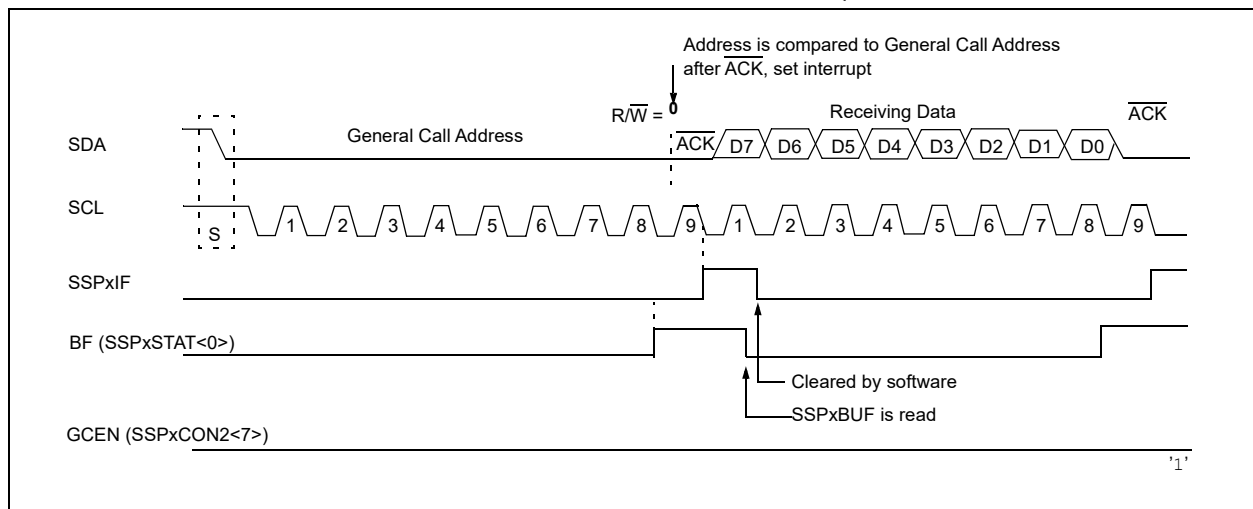 Address is compared to General Call Address
after ACK, set interrupt
R/W = 0
General Call Address
Receiving Data
ACK
SDA
ACK D7 D6 D5 D4 D3 D2 D1 D0
SCL
S 1 2 3 4 5 6 7 8 9 1 2 3 4 5 6 7 8 9
SSPxIF
BF (SSPxSTAT<0>)
Cleared by software
SSPxBUF is read
GCEN (SSPxCON2<7>)
'1'